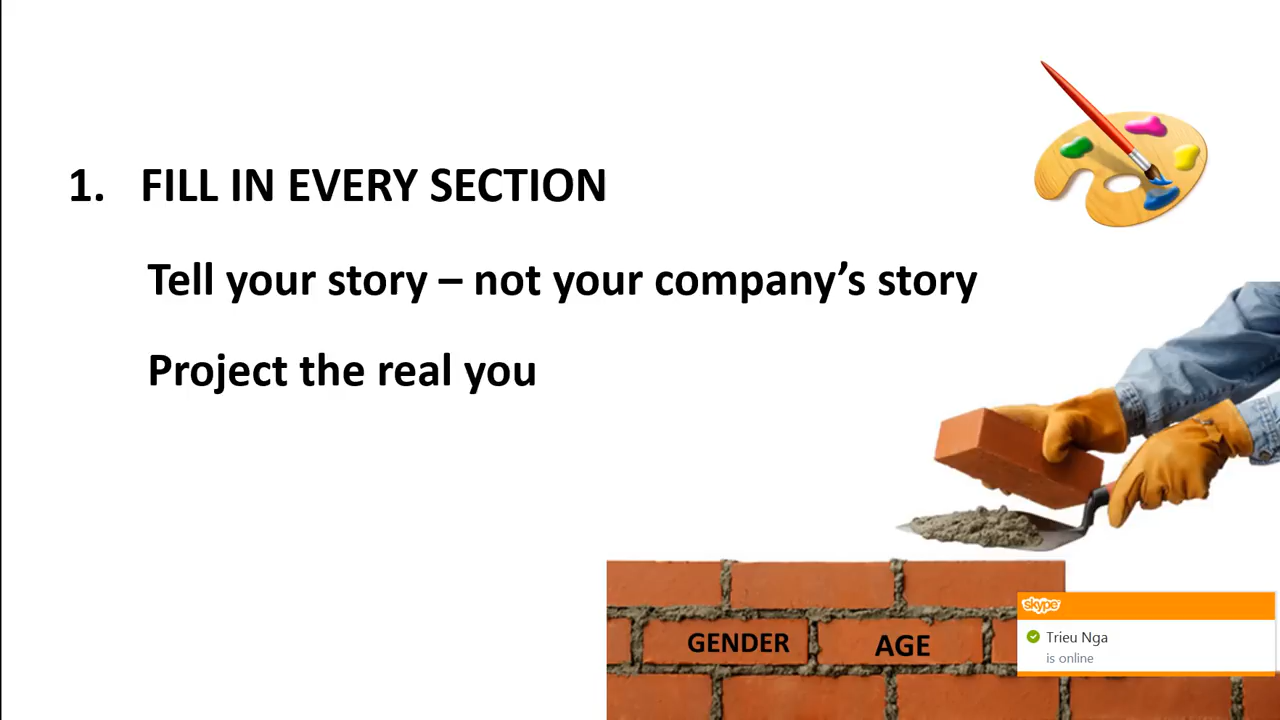 1. FILL IN EVERY SECTION
Tell your story – not your company’s story
Project the real you
GENDER
AGE
skype
Trieu Nga
is online